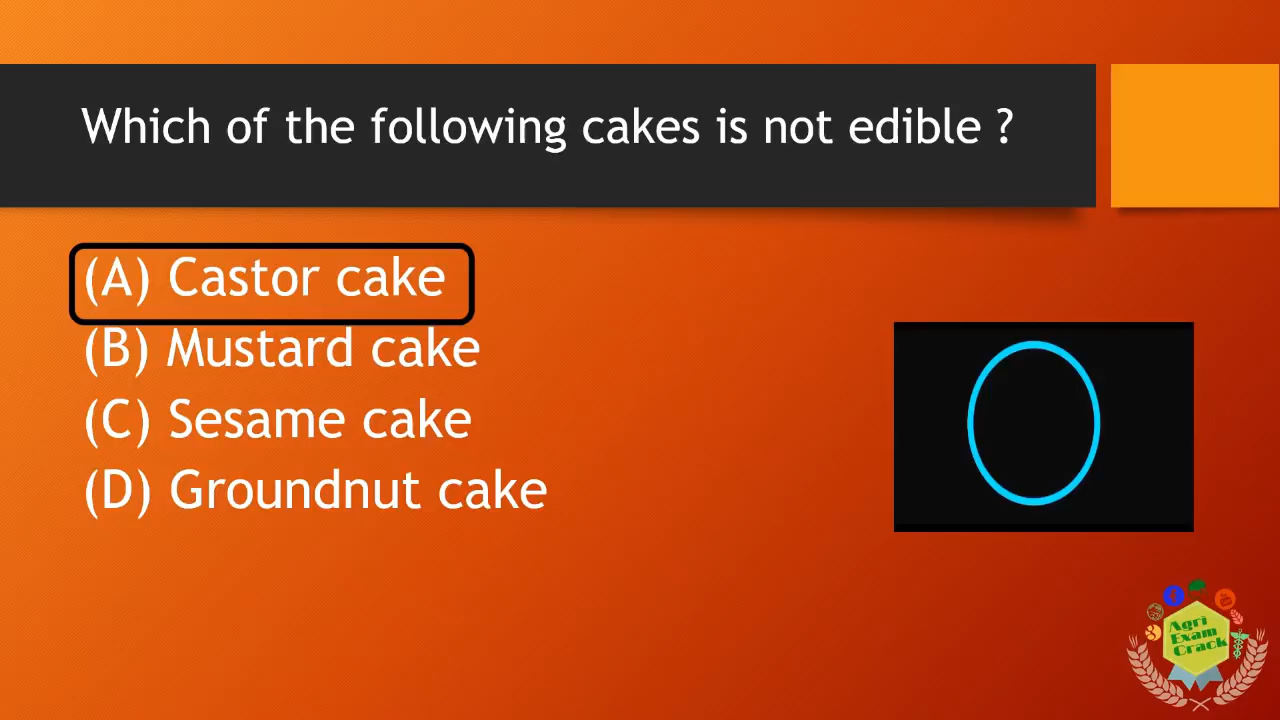 Which of the following cakes is not edible ?
(A) Castor cake
(B) Mustard cake
(C) Sesame cake
(D) Groundnut cake
Agri
Exam
Crack